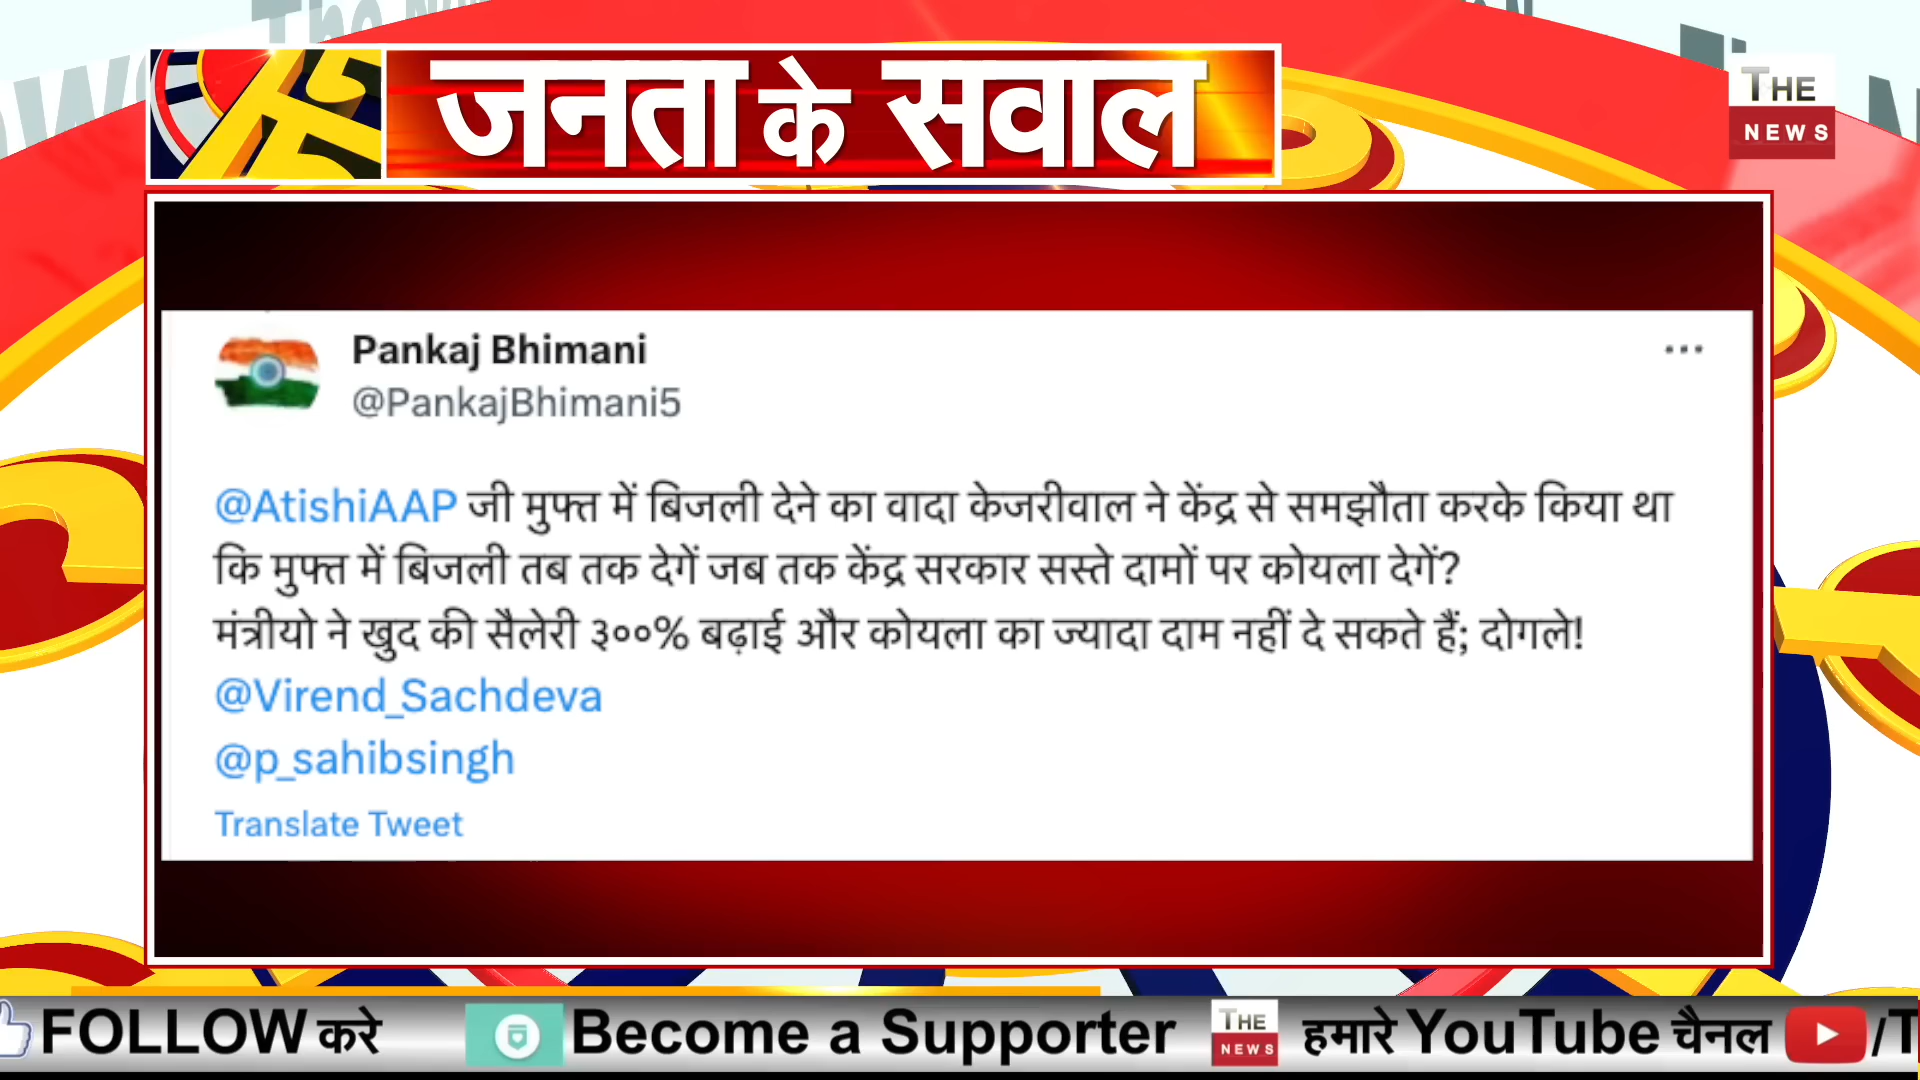 जनता के सवाल
THE
NEWS
Pankaj Bhimani
@PankajBhimani5
@AtishiAAP जी मुफ्त में बिजली देने का वादा केजरीवाल ने केंद्र से समझौता करके किया था
कि मुफ्त में बिजली तब तक देगें जब तक केंद्र सरकार सस्ते दामों पर कोयला देगें?
मंत्रीयो ने खुद की सैलेरी ३००% बढ़ाई और कोयला का ज्यादा दाम नहीं दे सकते हैं; दोगले!
@Virend_Sachdeva
@p_sahibsingh
Translate Tweet
FOLLOW करे Become a Supporter THE NEWS हमारे YouTube चैनल /T